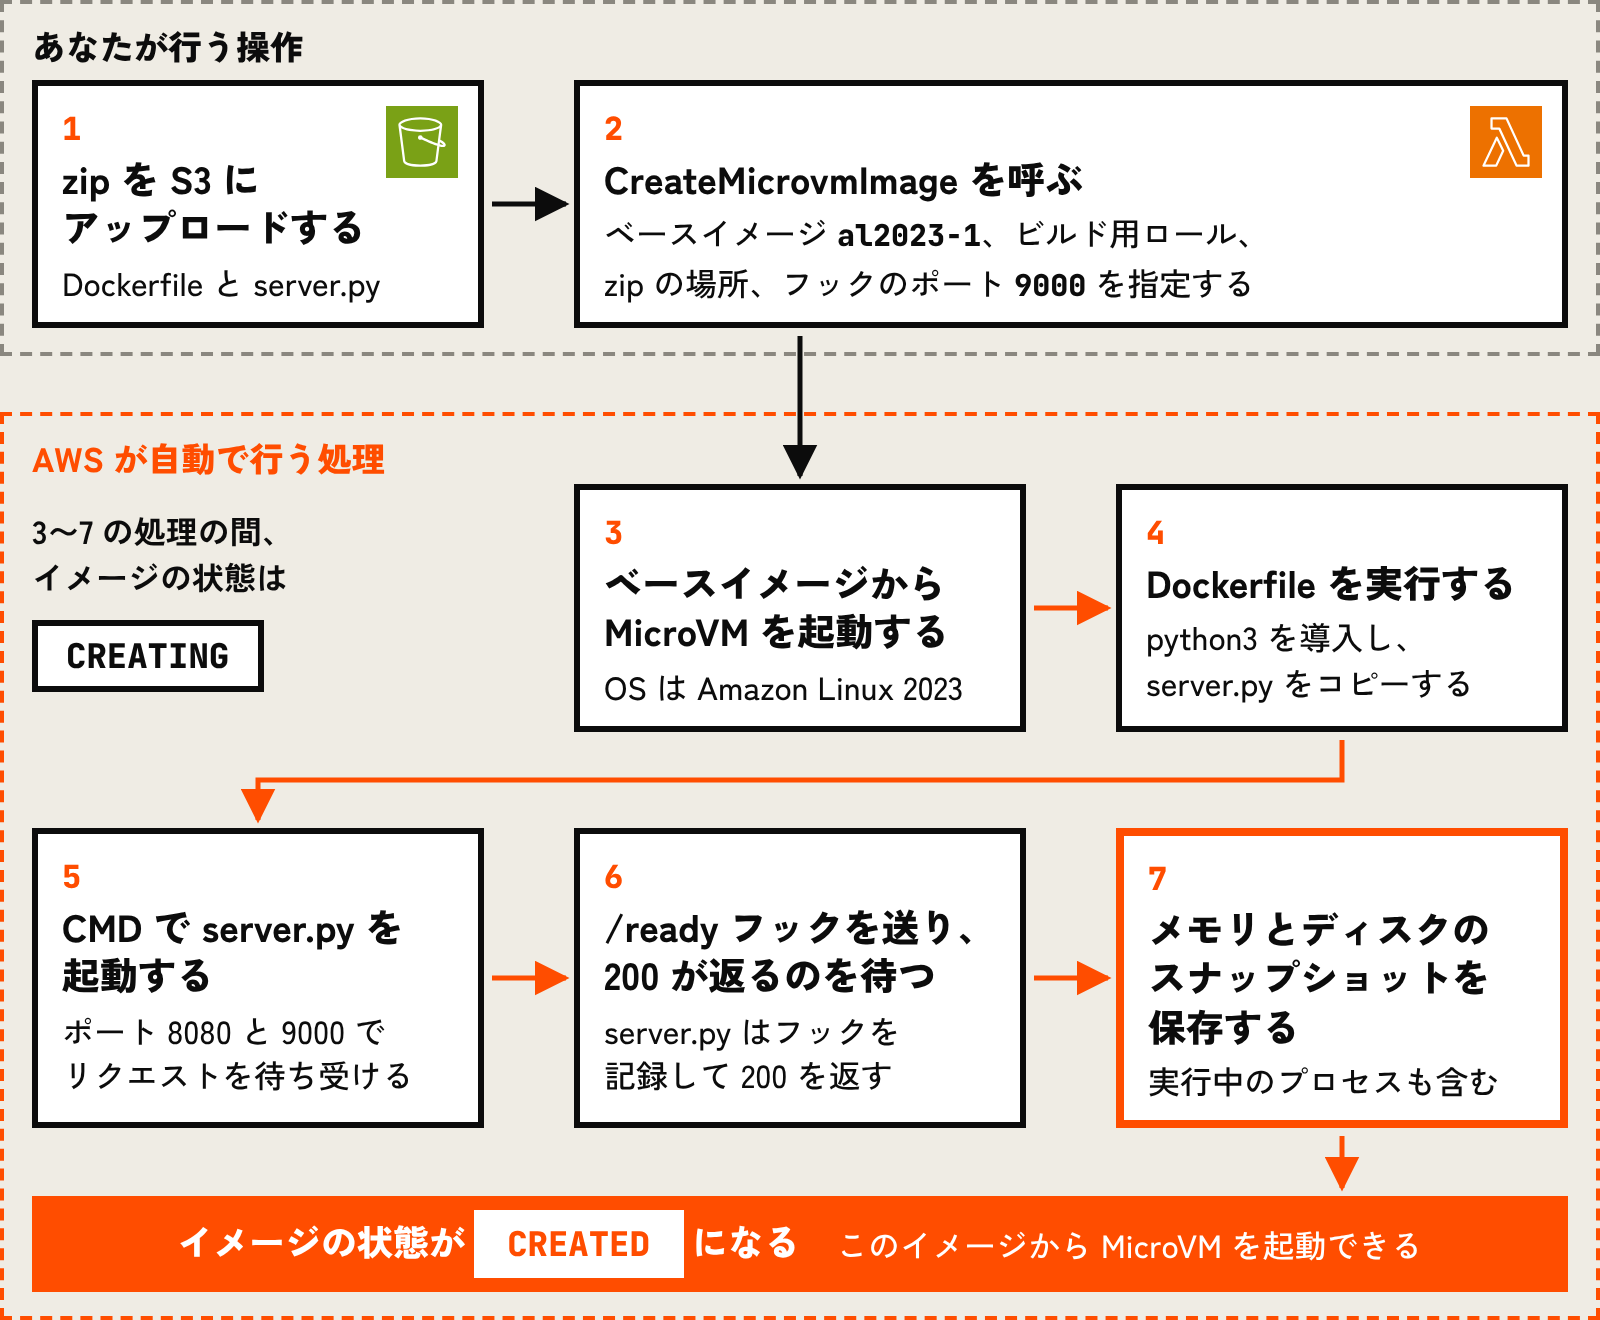 あなたが行う操作
1
zip を S3 に
アップロードする
Dockerfile と server.py
2
CreateMicrovmImage を呼ぶ
ベースイメージ al2023-1、ビルド用ロール、
zip の場所、フックのポート 9000 を指定する
AWS が自動で行う処理
3〜7 の処理の間、
イメージの状態は
CREATING
3
ベースイメージから
MicroVM を起動する
OS は Amazon Linux 2023
4
Dockerfile を実行する
python3 を導入し、
server.py をコピーする
5
CMD で server.py を
起動する
ポート 8080 と 9000 で
リクエストを待ち受ける
6
/ready フックを送り、
200 が返るのを待つ
server.py はフックを
記録して 200 を返す
7
メモリとディスクの
スナップショットを
保存する
実行中のプロセスも含む
イメージの状態が CREATED になる このイメージから MicroVM を起動できる